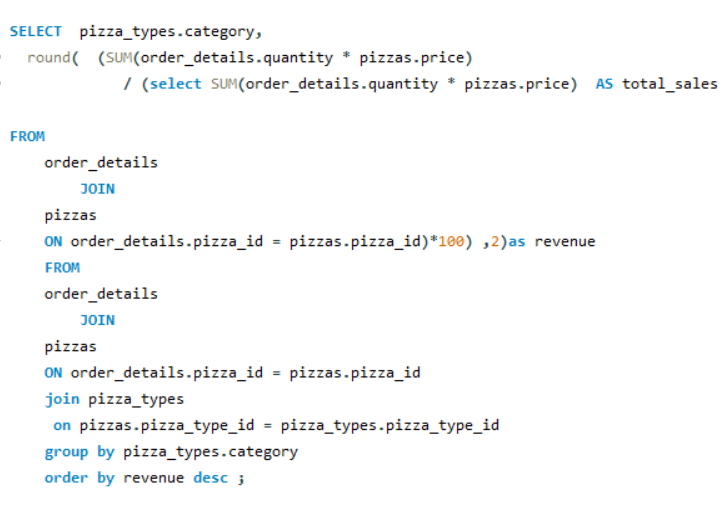 SELECT  pizza_types.category,
round(  (SUM(order_details.quantity * pizzas.price)
/ (select SUM(order_details.quantity * pizzas.price)  AS total_sales
FROM
order_details
JOIN
pizzas
ON order_details.pizza_id = pizzas.pizza_id)*100) ,2)as revenue
FROM
order_details
JOIN
pizzas
ON order_details.pizza_id = pizzas.pizza_id
join pizza_types
on pizzas.pizza_type_id = pizza_types.pizza_type_id
group by pizza_types.category
order by revenue desc ;